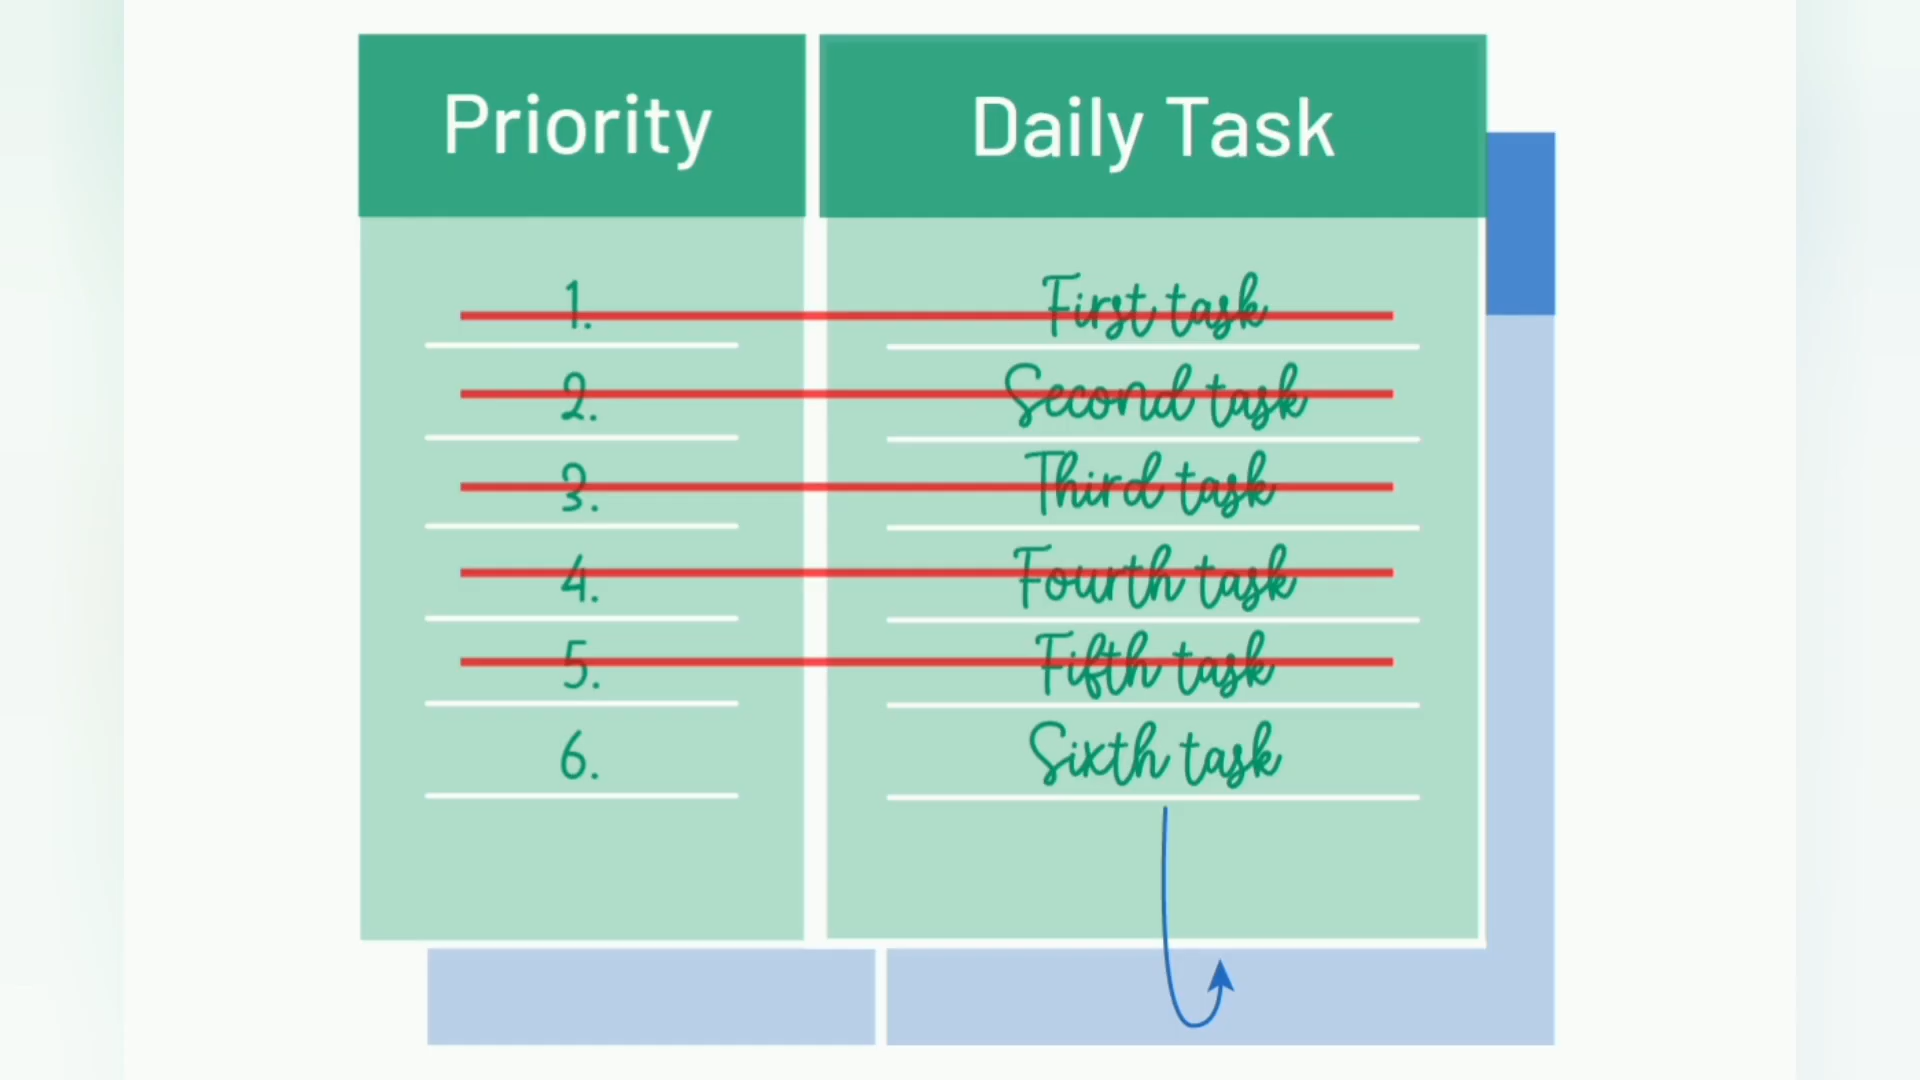 Priority Daily Task
1. First task
2. Second task
3. Third task
4. Fourth task
5. Fifth task
6. Sixth task